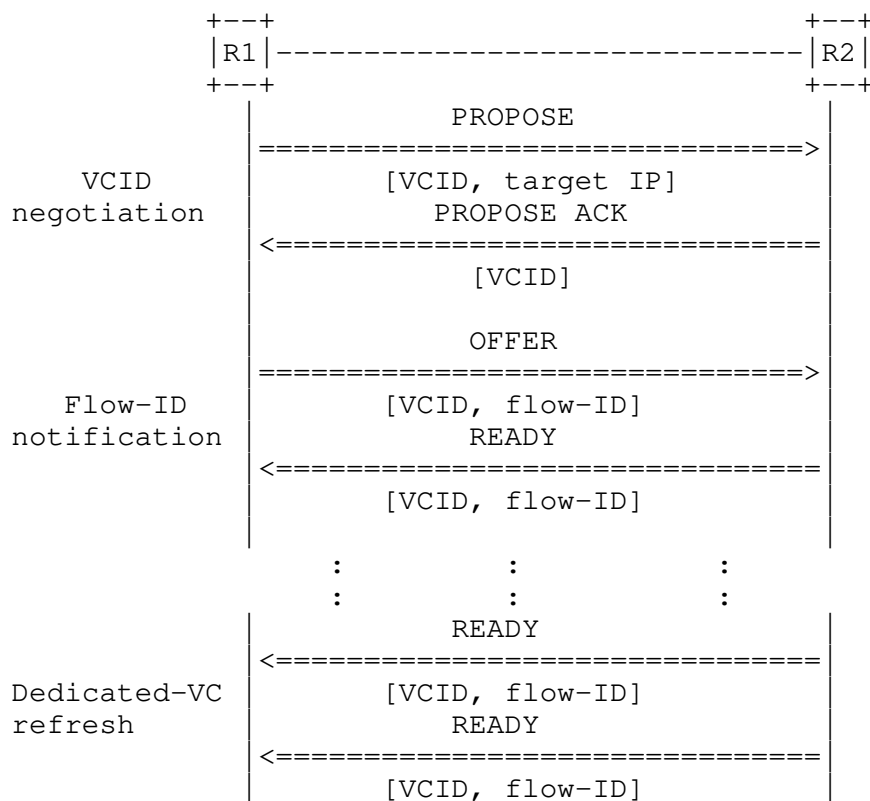 +--+ +--+
|R1|------------------------------|R2|
+--+ +--+
PROPOSE
|===============================>|
VCID [VCID, target IP]
negotiation PROPOSE ACK
|<===============================|
[VCID]
OFFER
|===============================>|
Flow-ID [VCID, flow-ID]
notification READY
|<===============================|
[VCID, flow-ID]
: : :
: : :
READY
|<===============================|
Dedicated-VC [VCID, flow-ID]
refresh READY
|<===============================|
[VCID, flow-ID]